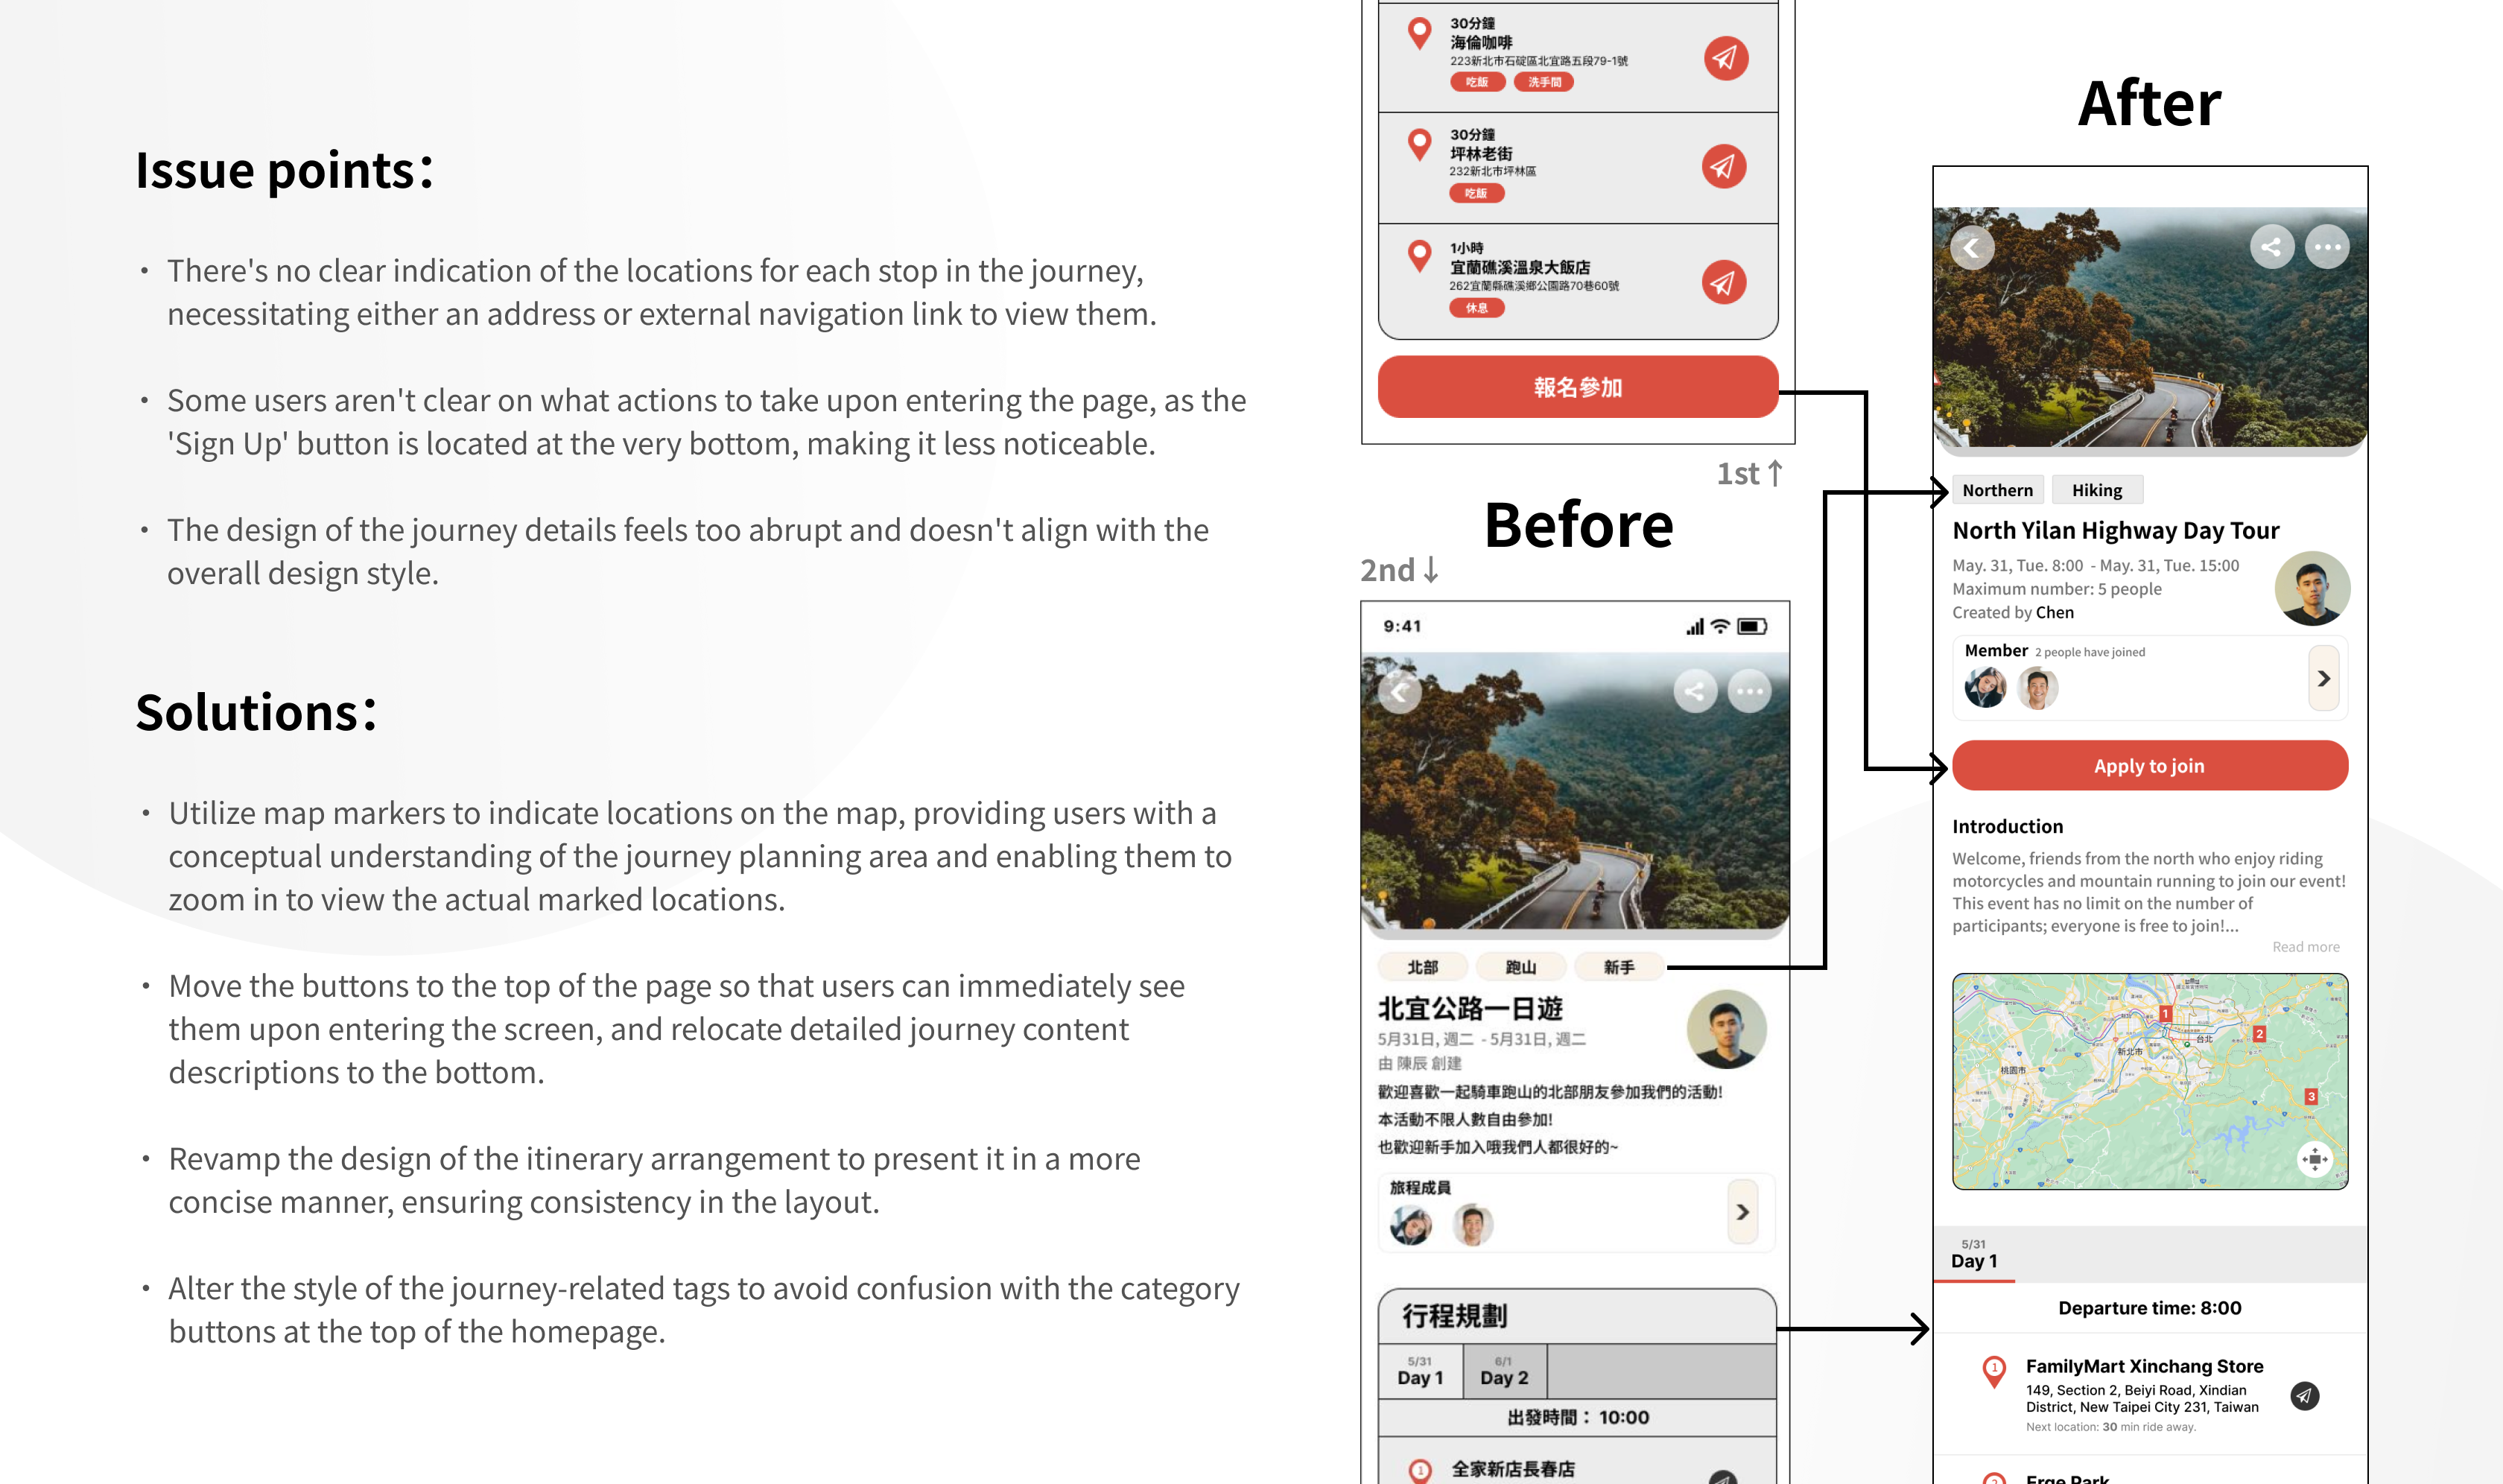 Issue points：
• There's no clear indication of the locations for each stop in the journey,
necessitating either an address or external navigation link to view them.
• Some users aren't clear on what actions to take upon entering the page, as the
'Sign Up' button is located at the very bottom, making it less noticeable.
• The design of the journey details feels too abrupt and doesn't align with the
overall design style.
Solutions：
• Utilize map markers to indicate locations on the map, providing users with a
conceptual understanding of the journey planning area and enabling them to
zoom in to view the actual marked locations.
• Move the buttons to the top of the page so that users can immediately see
them upon entering the screen, and relocate detailed journey content
descriptions to the bottom.
• Revamp the design of the itinerary arrangement to present it in a more
concise manner, ensuring consistency in the layout.
• Alter the style of the journey-related tags to avoid confusion with the category
buttons at the top of the homepage.
30分鐘
海倫咖啡
223新北市石碇區北宜路五段79-1號
吃飯 洗手間
30分鐘
坪林老街
232新北市坪林區
吃飯
1小時
宜蘭礁溪溫泉大飯店
262宜蘭縣礁溪鄉公園路70巷60號
休息
報名參加
1st↑
Before
2nd↓
9:41
北部 跑山 新手
北宜公路一日遊
5月31日, 週二 - 5月31日, 週二
由 陳辰 創建
歡迎喜歡一起騎車跑山的北部朋友參加我們的活動!
本活動不限人數自由參加!
也歡迎新手加入哦我們人都很好的~
旅程成員
行程規劃
5/31 6/1
Day 1 Day 2
出發時間： 10:00
1 全家新店長春店
After
Northern Hiking
North Yilan Highway Day Tour
May. 31, Tue. 8:00 - May. 31, Tue. 15:00
Maximum number: 5 people
Created by Chen
Member 2 people have joined
Apply to join
Introduction
Welcome, friends from the north who enjoy riding
motorcycles and mountain running to join our event!
This event has no limit on the number of
participants; everyone is free to join!...
Read more
1
2
台北
新北市
桃園市
3
5/31
Day 1
Departure time: 8:00
1 FamilyMart Xinchang Store
149, Section 2, Beiyi Road, Xindian
District, New Taipei City 231, Taiwan
Next location: 30 min ride away.
2 Erge Park